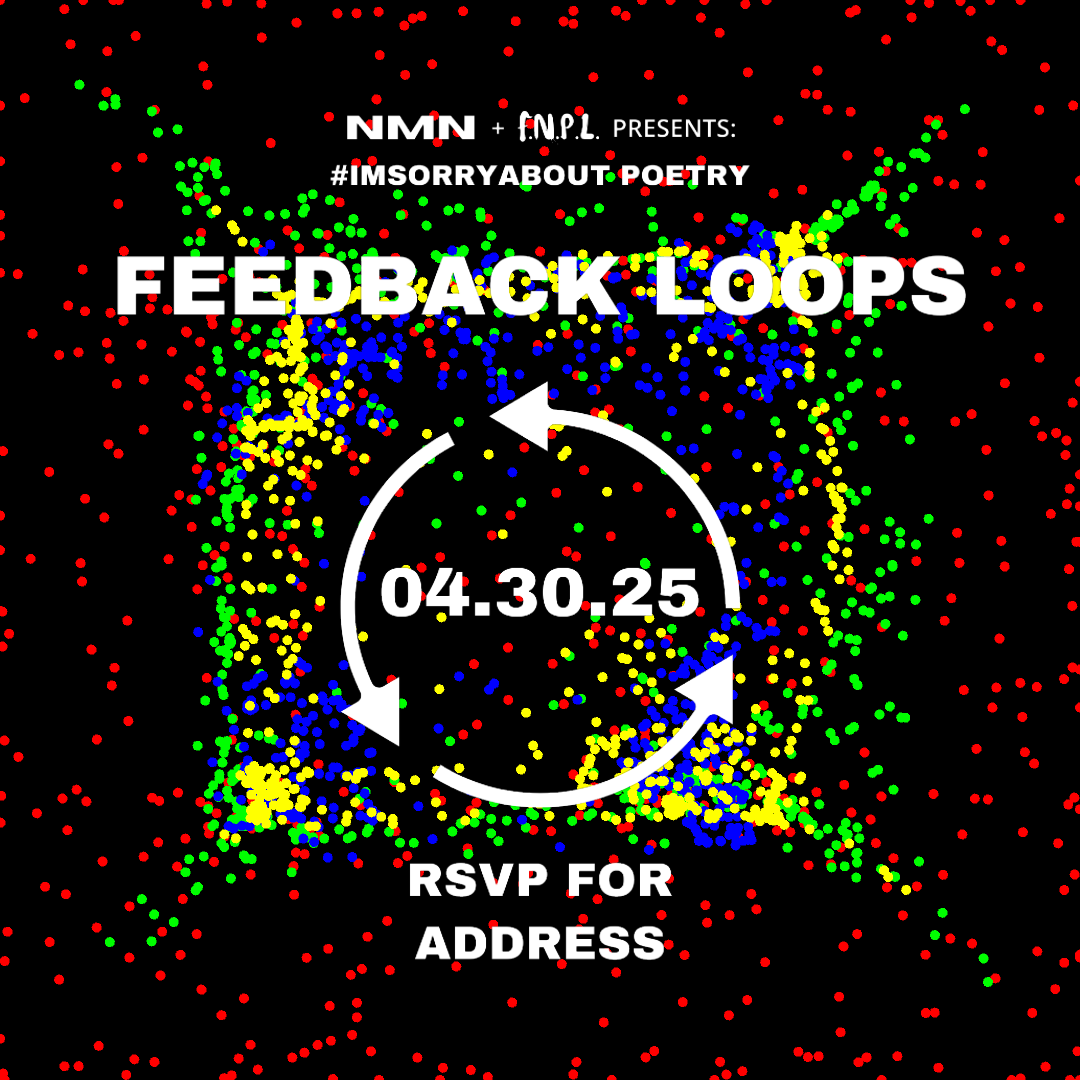 NMN + F.N.P.L. PRESENTS:
#IMSORRYABOUT POETRY
FEEDBACK LOOPS
04.30.25
RSVP FOR
ADDRESS